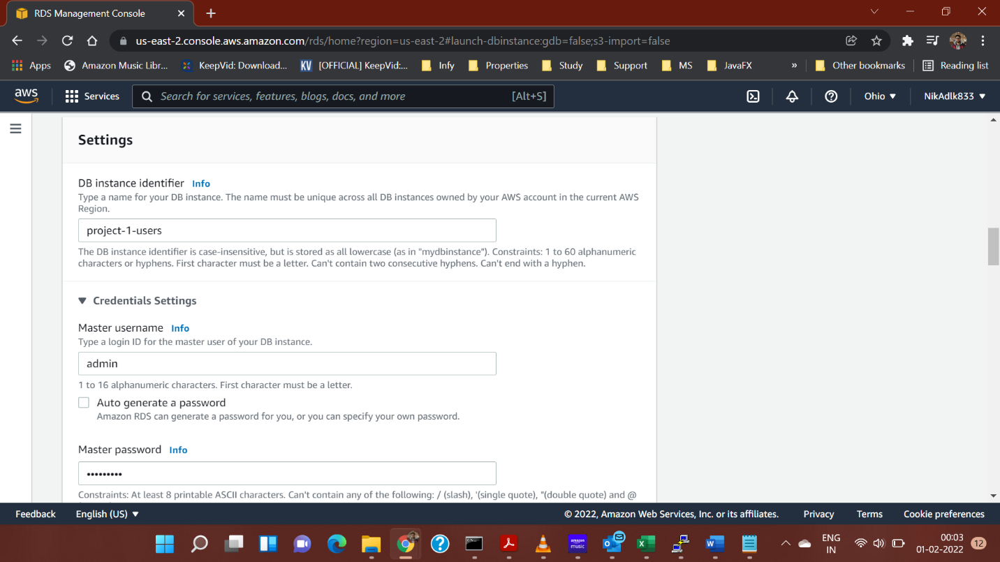 RDS Management Console
us-east-2.console.aws.amazon.com/rds/home?region=us-east-2#launch-dbinstance:gdb=false;s3-import=false
Apps Amazon Music Libr... KeepVid: Download... KV [OFFICIAL] KeepVid:... Infy Properties Study Support MS JavaFX » Other bookmarks Reading list
aws Services Search for services, features, blogs, docs, and more [Alt+S] Ohio ▼ NikAdlk833 ▼
Settings
DB instance identifier Info
Type a name for your DB instance. The name must be unique across all DB instances owned by your AWS account in the current AWS
Region.
project-1-users
The DB instance identifier is case-insensitive, but is stored as all lowercase (as in "mydbinstance"). Constraints: 1 to 60 alphanumeric
characters or hyphens. First character must be a letter. Can't contain two consecutive hyphens. Can't end with a hyphen.
▼ Credentials Settings
Master username Info
Type a login ID for the master user of your DB instance.
admin
1 to 16 alphanumeric characters. First character must be a letter.
Auto generate a password
Amazon RDS can generate a password for you, or you can specify your own password.
Master password Info
•••••••••
Constraints: At least 8 printable ASCII characters. Can't contain any of the following: / (slash), '(single quote), "(double quote) and @
Feedback English (US) ▼ © 2022, Amazon Web Services, Inc. or its affiliates. Privacy Terms Cookie preferences
amazon music
ENG 00:03
IN 01-02-2022 12